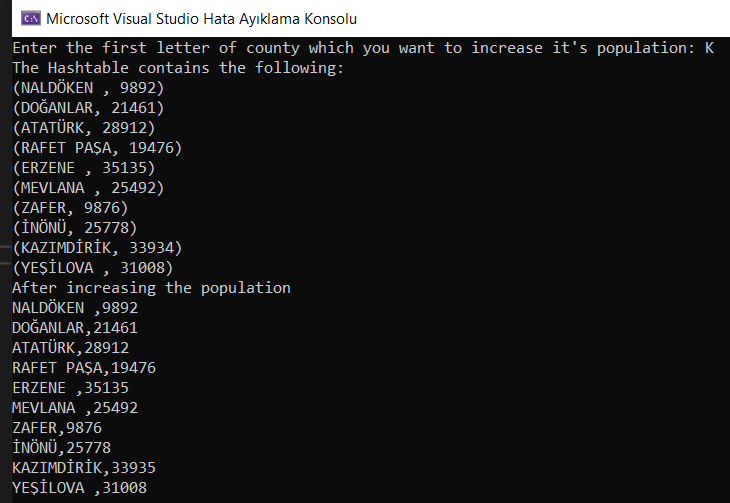 Microsoft Visual Studio Hata Ayıklama Konsolu
Enter the first letter of county which you want to increase it's population: K
The Hashtable contains the following:
(NALDÖKEN , 9892)
(DOĞANLAR, 21461)
(ATATÜRK, 28912)
(RAFET PAŞA, 19476)
(ERZENE , 35135)
(MEVLANA , 25492)
(ZAFER, 9876)
(İNÖNÜ, 25778)
(KAZIMDİRİK, 33934)
(YEŞİLOVA , 31008)
After increasing the population
NALDÖKEN ,9892
DOĞANLAR,21461
ATATÜRK,28912
RAFET PAŞA,19476
ERZENE ,35135
MEVLANA ,25492
ZAFER,9876
İNÖNÜ,25778
KAZIMDİRİK,33935
YEŞİLOVA ,31008